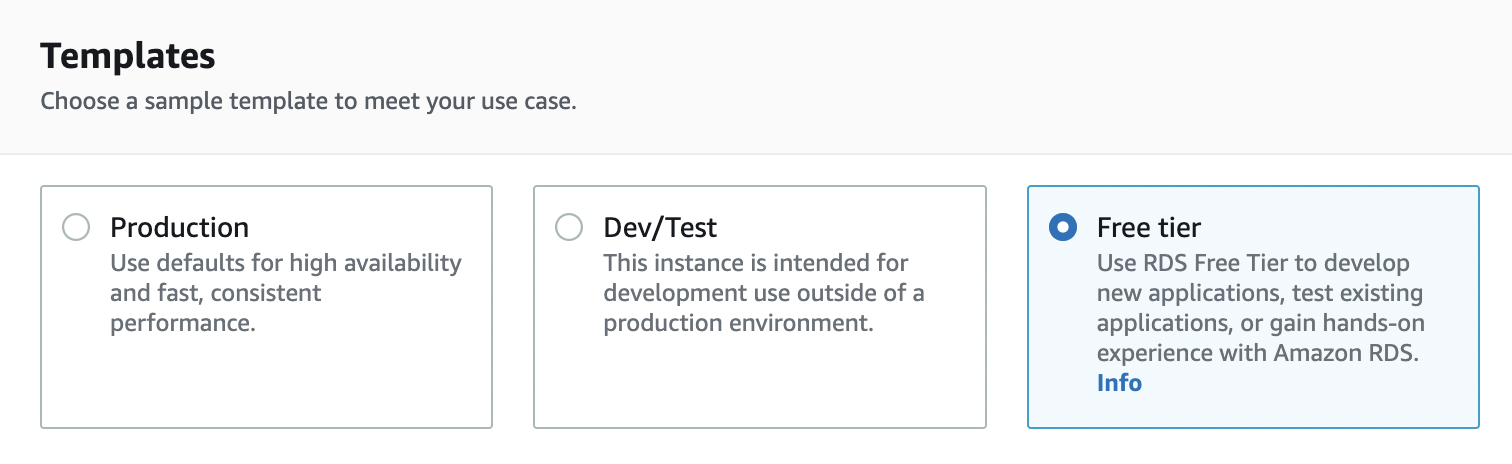 Templates
Choose a sample template to meet your use case.
Production
Use defaults for high availability
and fast, consistent
performance.
Dev/Test
This instance is intended for
development use outside of a
production environment.
Free tier
Use RDS Free Tier to develop
new applications, test existing
applications, or gain hands-on
experience with Amazon RDS.
Info